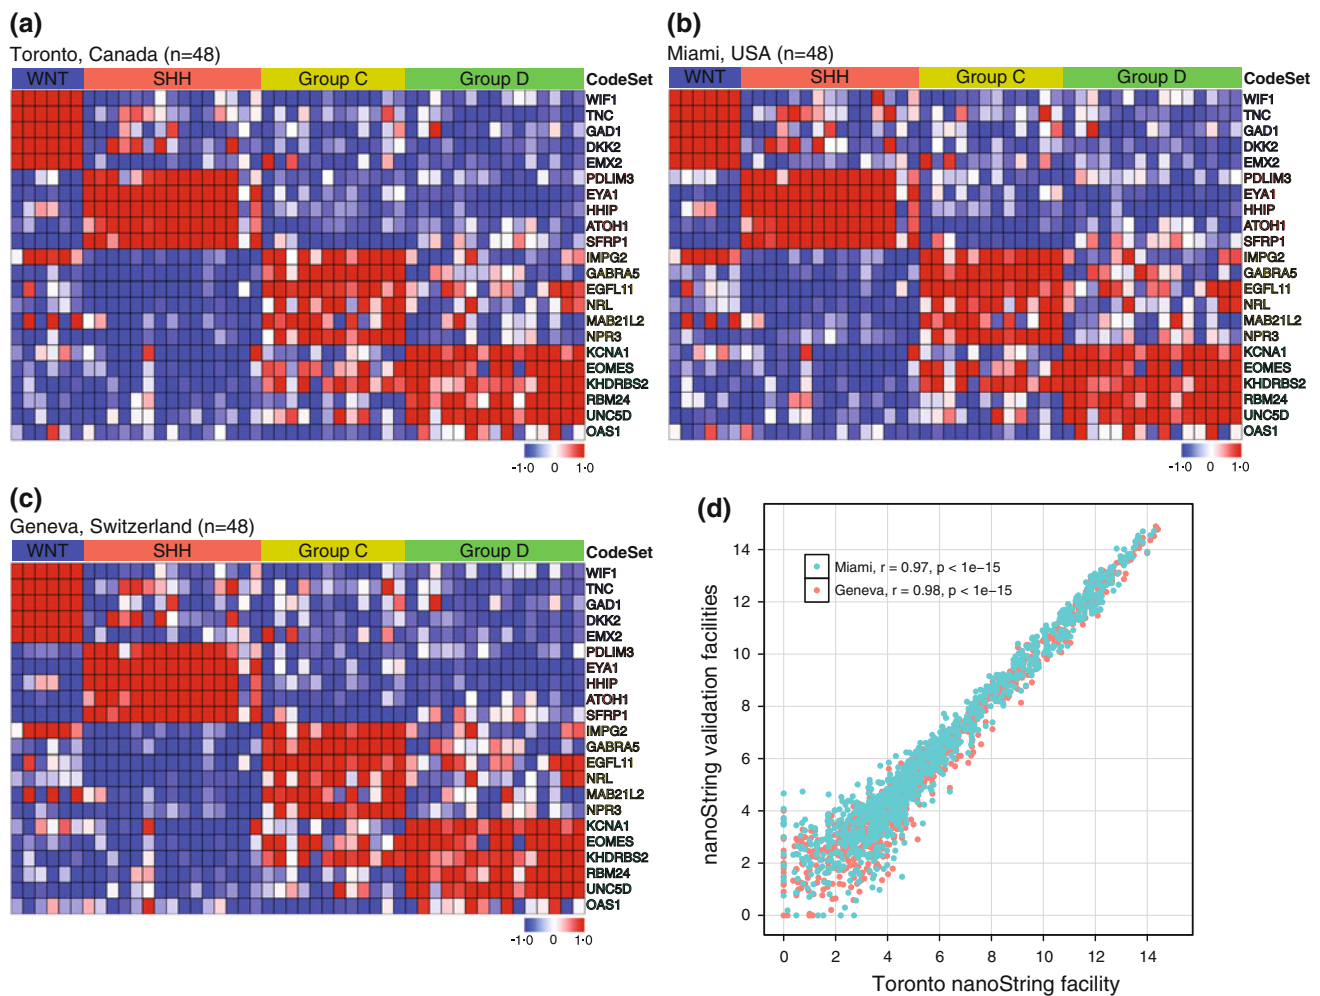 (a)
Toronto, Canada (n=48)
WNT SHH Group C Group D CodeSet
WIF1
TNC
GAD1
DKK2
EMX2
PDLIM3
EYA1
HHIP
ATOH1
SFRP1
IMPG2
GABRA5
EGFL11
NRL
MAB21L2
NPR3
KCNA1
EOMES
KHDRBS2
RBM24
UNC5D
OAS1
-1·0 0 1·0
(b)
Miami, USA (n=48)
WNT SHH Group C Group D CodeSet
WIF1
TNC
GAD1
DKK2
EMX2
PDLIM3
EYA1
HHIP
ATOH1
SFRP1
IMPG2
GABRA5
EGFL11
NRL
MAB21L2
NPR3
KCNA1
EOMES
KHDRBS2
RBM24
UNC5D
OAS1
-1·0 0 1·0
(c)
Geneva, Switzerland (n=48)
WNT SHH Group C Group D CodeSet
WIF1
TNC
GAD1
DKK2
EMX2
PDLIM3
EYA1
HHIP
ATOH1
SFRP1
IMPG2
GABRA5
EGFL11
NRL
MAB21L2
NPR3
KCNA1
EOMES
KHDRBS2
RBM24
UNC5D
OAS1
-1·0 0 1·0
(d)
Miami, r = 0.97, p < 1e−15
Geneva, r = 0.98, p < 1e−15
nanoString validation facilities
14
12
10
8
6
4
2
0
0 2 4 6 8 10 12 14
Toronto nanoString facility